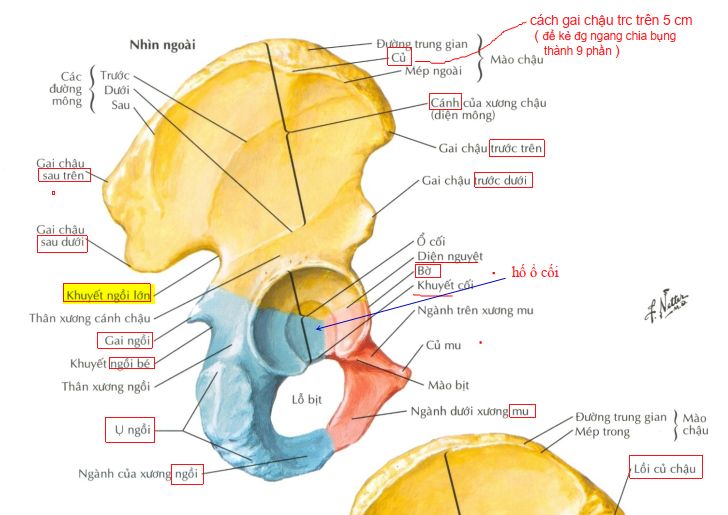 cách gai chậu trc trên 5 cm
( để kẻ đg ngang chia bụng
thành 9 phần )
Nhìn ngoài
Đường trung gian
Củ
Mép ngoài
Mào chậu
Các
đường
mông
Trước
Dưới
Sau
Cánh của xương chậu
(diện mông)
Gai chậu trước trên
Gai chậu
sau trên
Gai chậu trước dưới
Gai chậu
sau dưới
Ổ cối
Diện nguyệt
Bờ
hố ổ cối
Khuyết cối
Khuyết ngồi lớn
Ngành trên xương mu
Thân xương cánh chậu
Gai ngồi
Củ mu
Khuyết ngồi bé
Thân xương ngồi
Mào bịt
Lỗ bịt
Ngành dưới xương mu
Ụ ngồi
Ngành của xương ngồi
Đường trung gian
Mép trong
Mào
chậu
Lồi củ chậu
F. Netter
M.D.